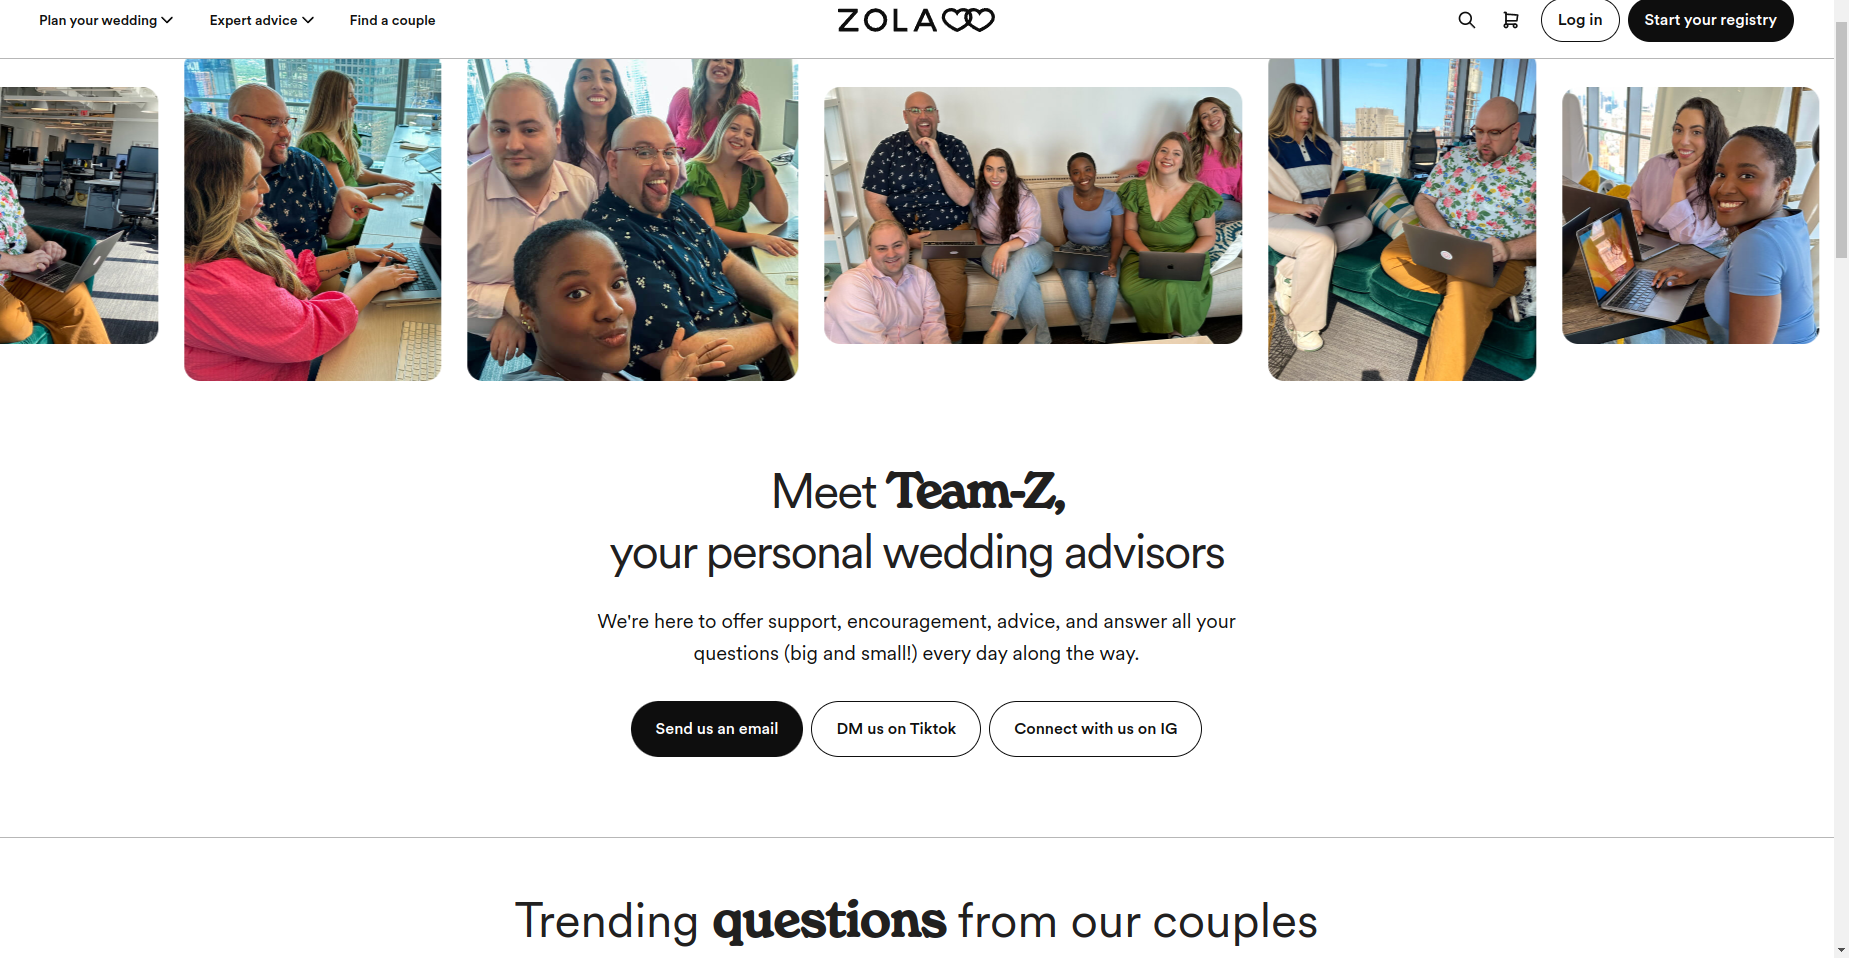 Plan your wedding
Expert advice
Find a couple
ZOLA
Log in
Start your registry
Meet Team-Z,
your personal wedding advisors
We're here to offer support, encouragement, advice, and answer all your
questions (big and small!) every day along the way.
Send us an email
DM us on Tiktok
Connect with us on IG
Trending questions from our couples